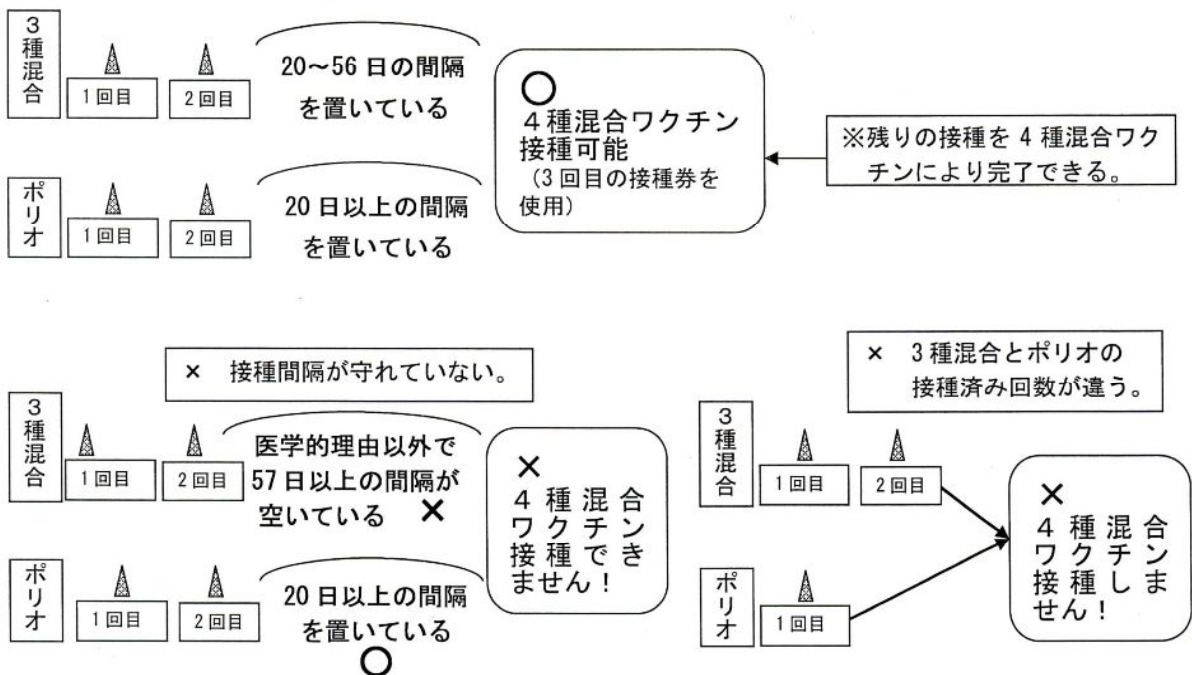 3種混合
1回目
2回目
20～56日の間隔
を置いている
ポリオ
1回目
2回目
20日以上の間隔
を置いている
○
4種混合ワクチン
接種可能
（3回目の接種券を
使用）
※残りの接種を4種混合ワク
チンにより完了できる。
× 接種間隔が守れていない。
3種混合
1回目
2回目
医学的理由以外で
57日以上の間隔が
空いている ×
ポリオ
1回目
2回目
20日以上の間隔
を置いている
○
×
4種混合
ワクチン
接種でき
ません！
× 3種混合とポリオの
接種済み回数が違う。
3種混合
1回目
2回目
ポリオ
1回目
×
4種混合
ワクチン
接種しま
せん！